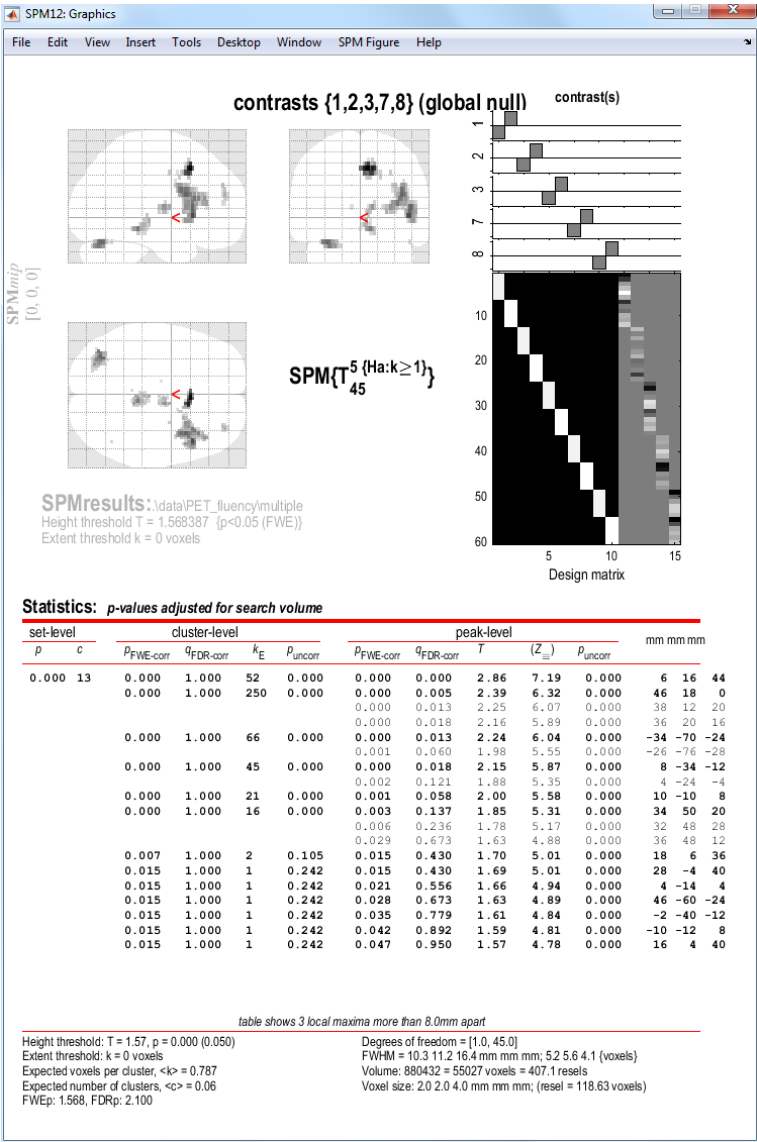 SPM12: Graphics
File Edit View Insert Tools Desktop Window SPM Figure Help
contrasts {1,2,3,7,8} (global null)
contrast(s)
1
2
3
7
8
SPMmip
[0, 0, 0]
<
<
<
SPM{T 5 {Ha:k≥1} 45}
10
20
30
40
50
60
5 10 15
Design matrix
SPMresults: .\data\PET_fluency\multiple
Height threshold T = 1.568387 {p<0.05 (FWE)}
Extent threshold k = 0 voxels
Statistics: p-values adjusted for search volume
set-level cluster-level peak-level mm mm mm
p c pFWE-corr qFDR-corr kE puncorr pFWE-corr qFDR-corr T (Z≡) puncorr
0.000 13 0.000 1.000 52 0.000 0.000 0.000 2.86 7.19 0.000 6 16 44
0.000 1.000 250 0.000 0.000 0.005 2.39 6.32 0.000 46 18 0
0.000 0.013 2.25 6.07 0.000 38 12 20
0.000 0.018 2.16 5.89 0.000 36 20 16
0.000 1.000 66 0.000 0.000 0.013 2.24 6.04 0.000 -34 -70 -24
0.001 0.060 1.98 5.55 0.000 -26 -76 -28
0.000 1.000 45 0.000 0.000 0.018 2.15 5.87 0.000 8 -34 -12
0.002 0.121 1.88 5.35 0.000 4 -24 -4
0.000 1.000 21 0.000 0.001 0.058 2.00 5.58 0.000 10 -10 8
0.000 1.000 16 0.000 0.003 0.137 1.85 5.31 0.000 34 50 20
0.006 0.236 1.78 5.17 0.000 32 48 28
0.029 0.673 1.63 4.88 0.000 36 48 12
0.007 1.000 2 0.105 0.015 0.430 1.70 5.01 0.000 18 6 36
0.015 1.000 1 0.242 0.015 0.430 1.69 5.01 0.000 28 -4 40
0.015 1.000 1 0.242 0.021 0.556 1.66 4.94 0.000 4 -14 4
0.015 1.000 1 0.242 0.028 0.673 1.63 4.89 0.000 46 -60 -24
0.015 1.000 1 0.242 0.035 0.779 1.61 4.84 0.000 -2 -40 -12
0.015 1.000 1 0.242 0.042 0.892 1.59 4.81 0.000 -10 -12 8
0.015 1.000 1 0.242 0.047 0.950 1.57 4.78 0.000 16 4 40
table shows 3 local maxima more than 8.0mm apart
Height threshold: T = 1.57, p = 0.000 (0.050)
Extent threshold: k = 0 voxels
Expected voxels per cluster, <k> = 0.787
Expected number of clusters, <c> = 0.06
FWEp: 1.568, FDRp: 2.100
Degrees of freedom = [1.0, 45.0]
FWHM = 10.3 11.2 16.4 mm mm mm; 5.2 5.6 4.1 {voxels}
Volume: 880432 = 55027 voxels = 407.1 resels
Voxel size: 2.0 2.0 4.0 mm mm mm; (resel = 118.63 voxels)